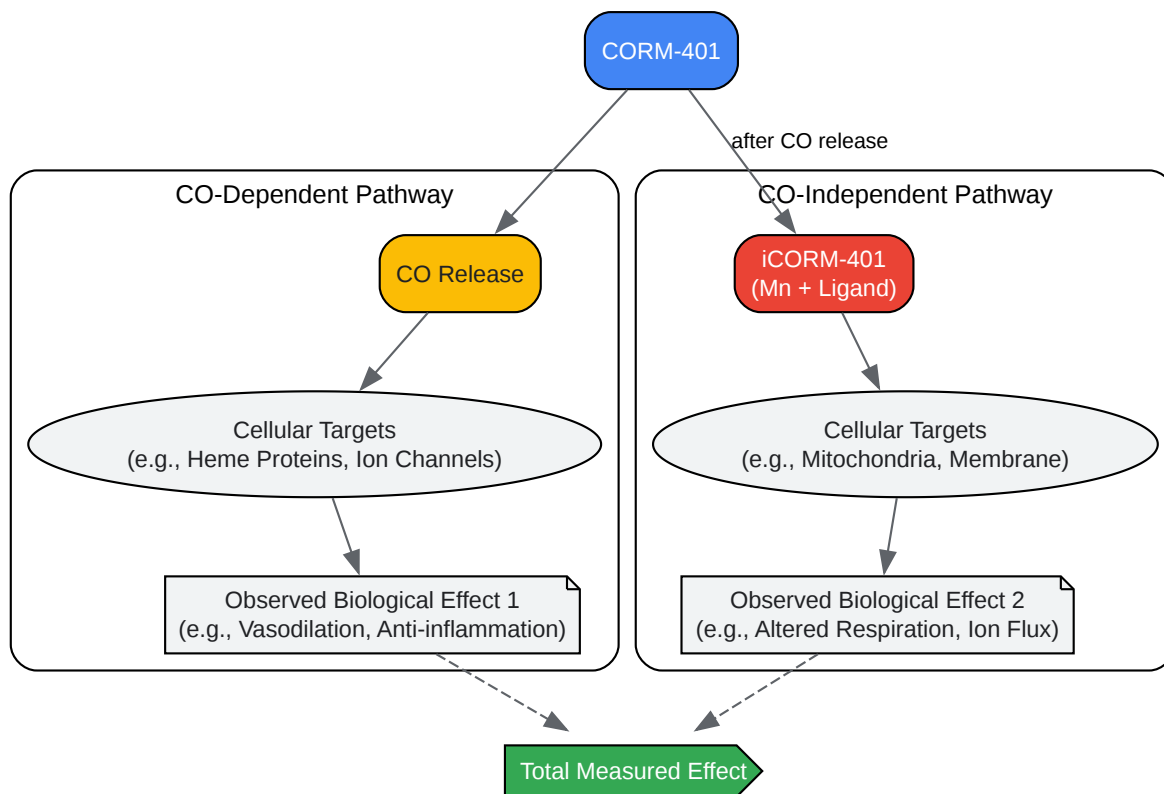 CORM-401
after CO release
CO-Dependent Pathway
CO-Independent Pathway
CO Release
iCORM-401
(Mn + Ligand)
Cellular Targets
(e.g., Heme Proteins, Ion Channels)
Cellular Targets
(e.g., Mitochondria, Membrane)
Observed Biological Effect 1
(e.g., Vasodilation, Anti-inflammation)
Observed Biological Effect 2
(e.g., Altered Respiration, Ion Flux)
Total Measured Effect